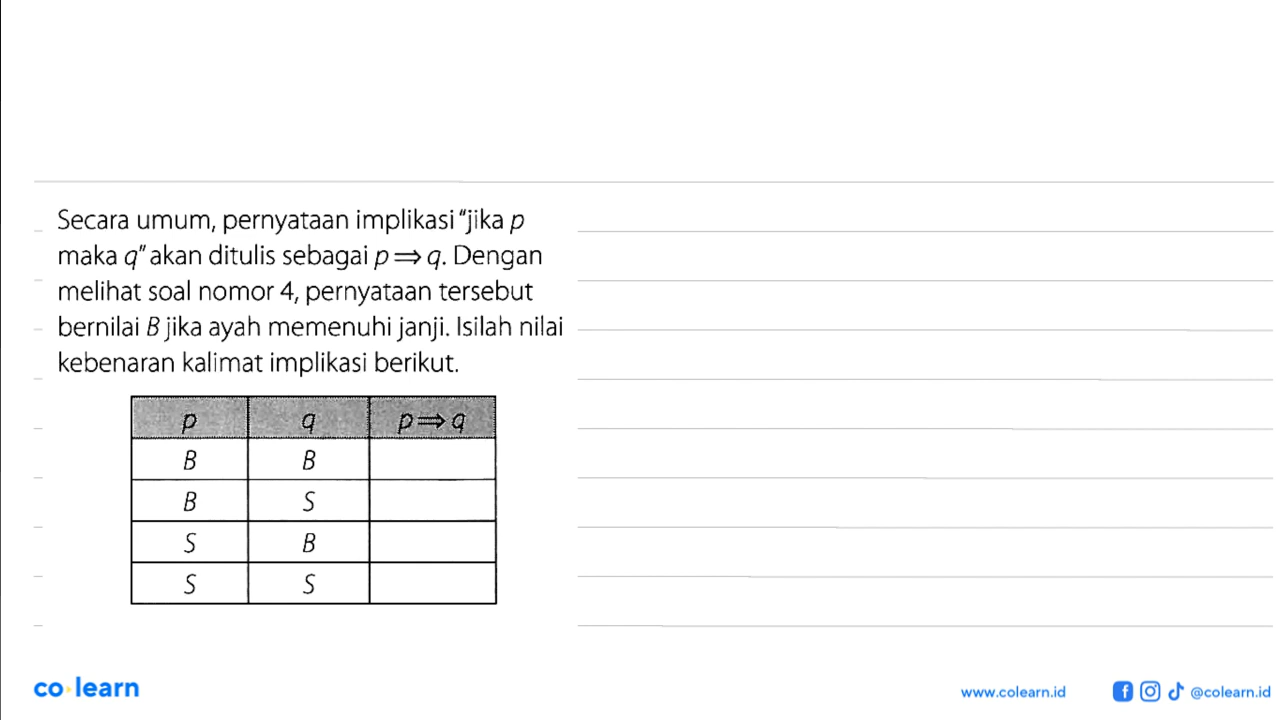 Secara umum, pernyataan implikasi "jika p
maka q" akan ditulis sebagai p ⟹ q. Dengan
melihat soal nomor 4, pernyataan tersebut
bernilai B jika ayah memenuhi janji. Isilah nilai
kebenaran kalimat implikasi berikut.
p q p ⟹ q
B B
B S
S B
S S
co learn
www.colearn.id @colearn.id